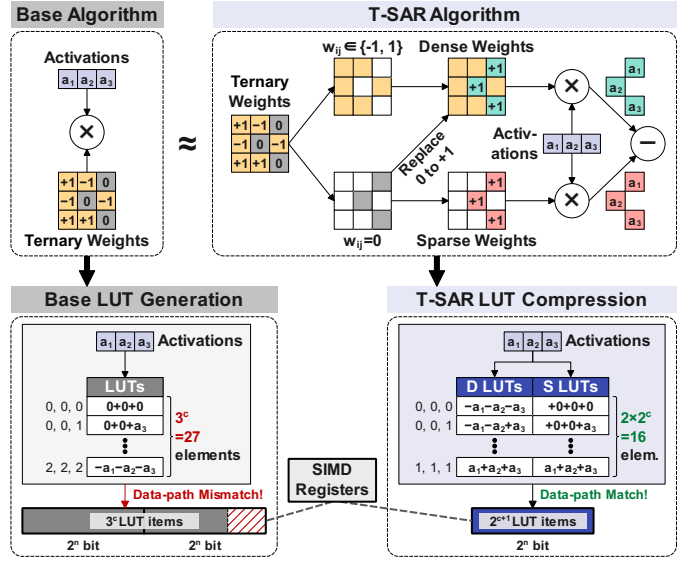 Base Algorithm
Activations
a₁ a₂ a₃
×
+1 −1 0
−1 0 −1
+1 +1 0
Ternary Weights
≈
T-SAR Algorithm
Ternary
Weights
+1 −1 0
−1 0 −1
+1 +1 0
wᵢⱼ∈{-1, 1}
Dense Weights
+1
+1
+1
Replace
0 to +1
wᵢⱼ=0
Sparse Weights
+1
+1
+1
×
Activ-
ations
a₁ a₂ a₃
×
a₁
a₂
a₃
−
a₁
a₂
a₃
Base LUT Generation
a₁ a₂ a₃ Activations
LUTs
0, 0, 0 0+0+0
0, 0, 1 0+0+a₃
2, 2, 2 −a₁−a₂−a₃
3ᶜ
=27
elements
Data-path Mismatch!
3ᶜ LUT items
2ⁿ bit 2ⁿ bit
SIMD
Registers
T-SAR LUT Compression
a₁ a₂ a₃ Activations
D LUTs S LUTs
0, 0, 0 −a₁−a₂−a₃ +0+0+0
0, 0, 1 −a₁−a₂+a₃ +0+0+a₃
1, 1, 1 a₁+a₂+a₃ a₁+a₂+a₃
2×2ᶜ
=16
elem.
Data-path Match!
2ᶜ⁺¹ LUT items
2ⁿ bit